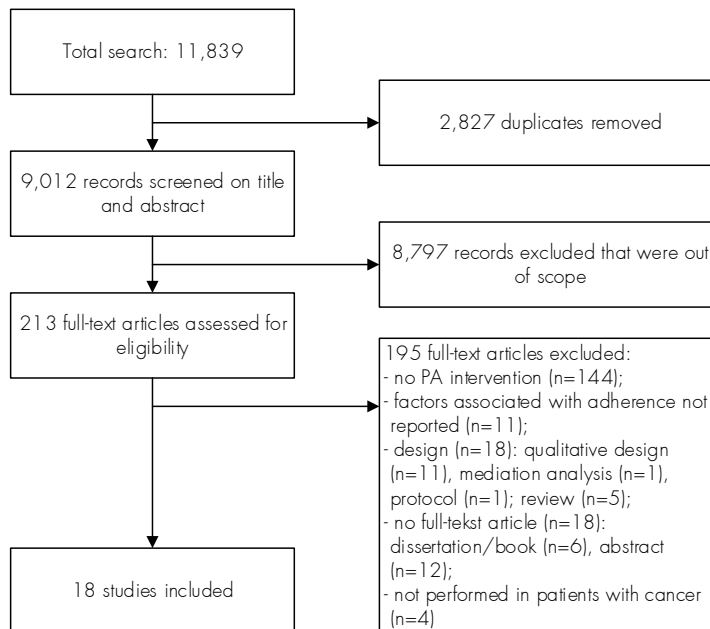 Total search: 11,839
2,827 duplicates removed
9,012 records screened on title
and abstract
8,797 records excluded that were out
of scope
213 full-text articles assessed for
eligibility
195 full-text articles excluded:
- no PA intervention (n=144);
- factors associated with adherence not
reported (n=11);
- design (n=18): qualitative design
(n=11), mediation analysis (n=1),
protocol (n=1); review (n=5);
- no full-tekst article (n=18):
dissertation/book (n=6), abstract
(n=12);
- not performed in patients with cancer
(n=4)
18 studies included